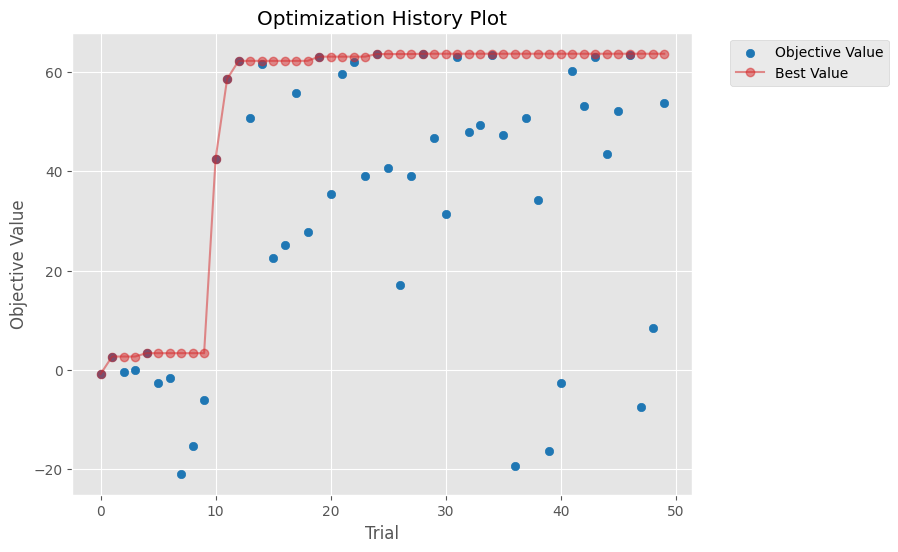 Optimization History Plot
Objective Value
Best Value
Objective Value
60
40
20
0
−20
0 10 20 30 40 50
Trial